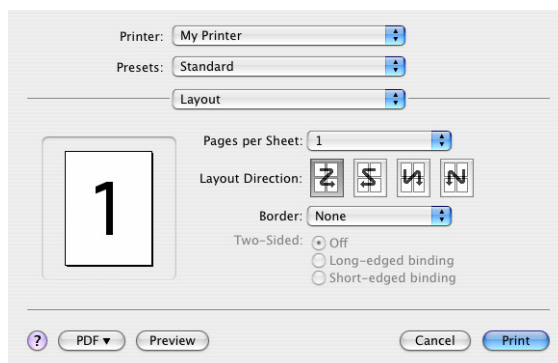 Printer: My Printer
Presets: Standard
Layout
Pages per Sheet: 1
Layout Direction:
1
Border: None
Two-Sided: Off
Long-edged binding
Short-edged binding
? PDF▼ Preview Cancel Print